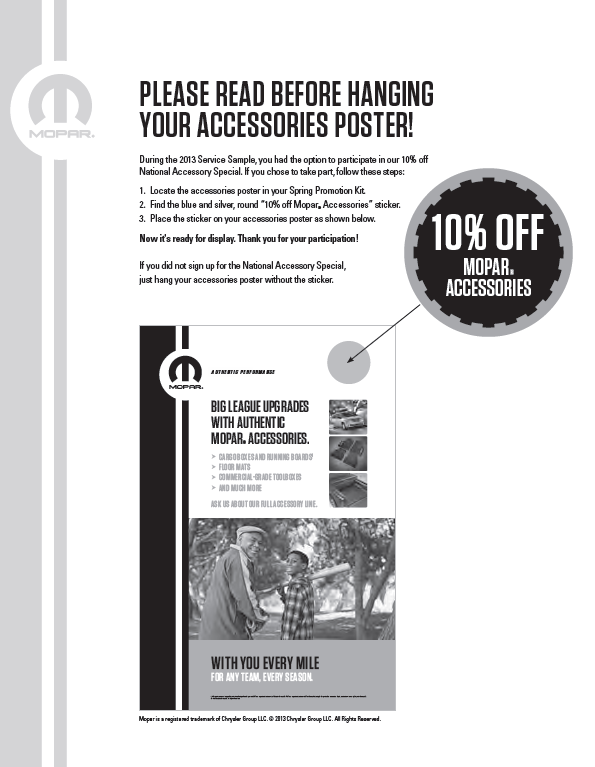 MOPAR®
PLEASE READ BEFORE HANGING
YOUR ACCESSORIES POSTER!
During the 2013 Service Sample, you had the option to participate in our 10% off
National Accessory Special. If you chose to take part, follow these steps:
1. Locate the accessories poster in your Spring Promotion Kit.
2. Find the blue and silver, round “10% off Mopar® Accessories” sticker.
3. Place the sticker on your accessories poster as shown below.
Now it's ready for display. Thank you for your participation!
If you did not sign up for the National Accessory Special,
just hang your accessories poster without the sticker.
10% OFF
MOPAR®
ACCESSORIES
MOPAR®
AUTHENTIC PERFORMANCE
BIG LEAGUE UPGRADES
WITH AUTHENTIC
MOPAR® ACCESSORIES.
> CARGO BOXES AND RUNNING BOARDS
> FLOOR MATS
> COMMERCIAL-GRADE TOOLBOXES
> AND MUCH MORE
ASK US ABOUT OUR FULL ACCESSORY LINE.
WITH YOU EVERY MILE
FOR ANY TEAM, EVERY SEASON.
Mopar is a registered trademark of Chrysler Group LLC. © 2013 Chrysler Group LLC. All Rights Reserved.